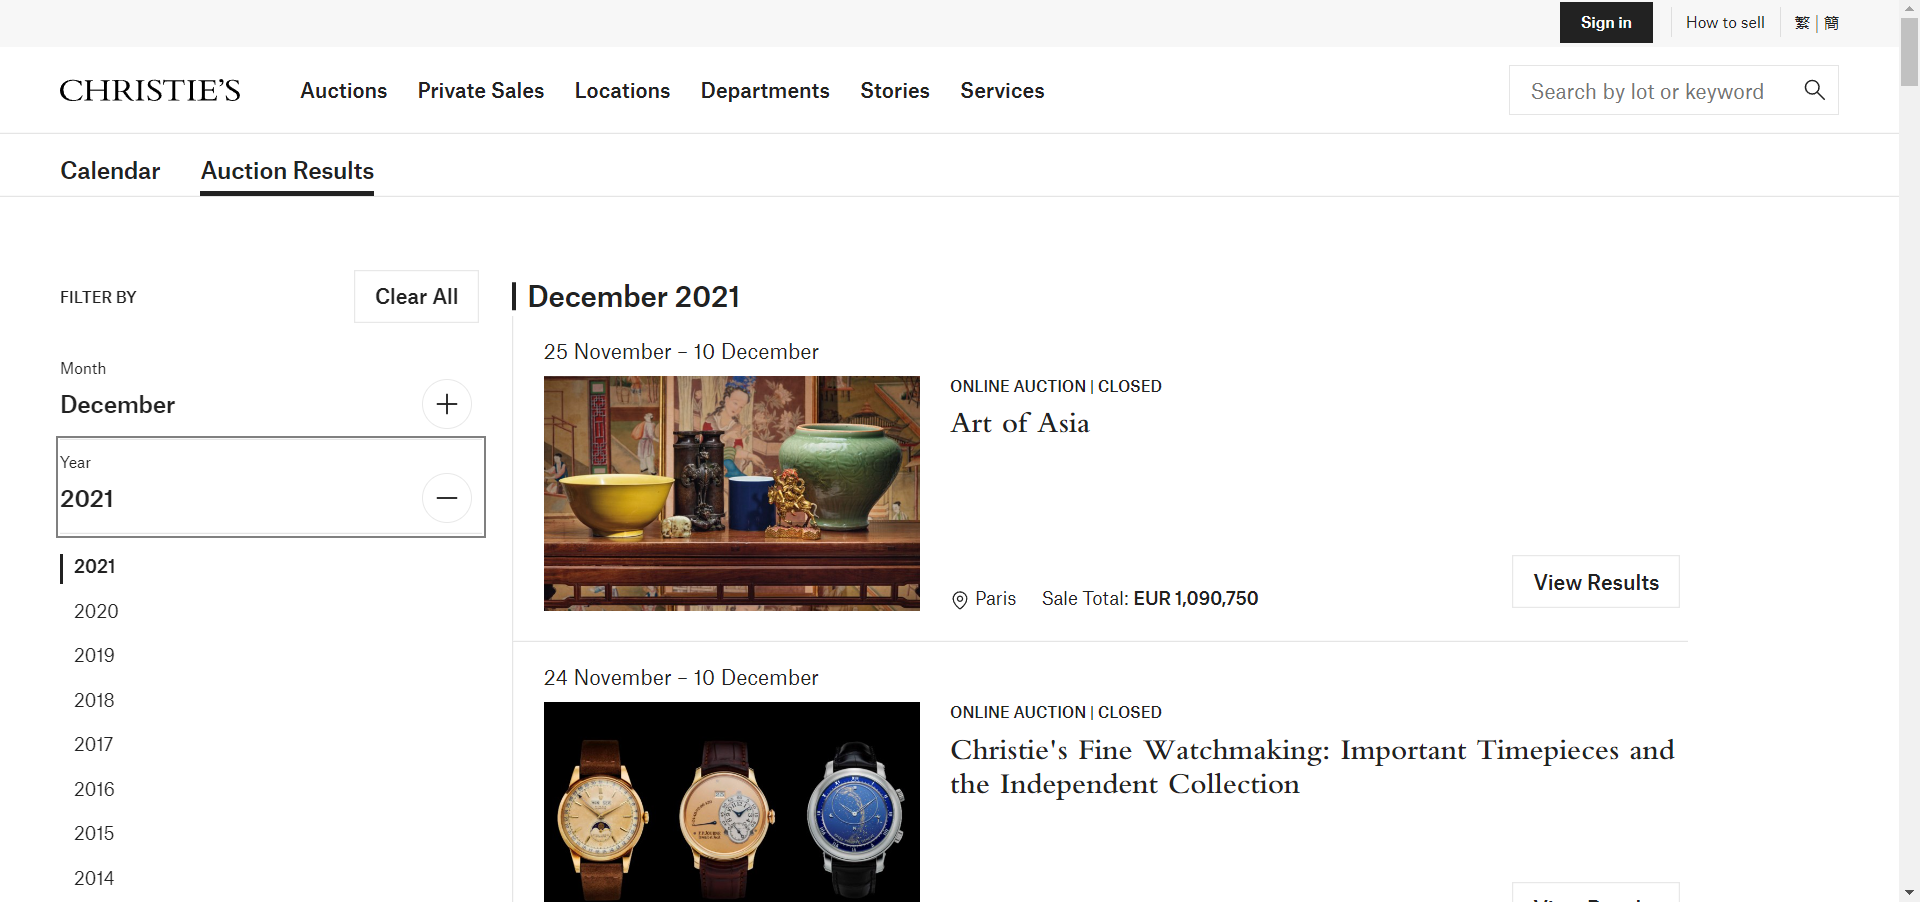 Sign in
How to sell
繁 | 簡
CHRISTIE'S
Auctions
Private Sales
Locations
Departments
Stories
Services
Search by lot or keyword
Calendar
Auction Results
FILTER BY
Clear All
Month
December
Year
2021
2021
2020
2019
2018
2017
2016
2015
2014
December 2021
25 November – 10 December
ONLINE AUCTION | CLOSED
Art of Asia
Paris
Sale Total: EUR 1,090,750
View Results
24 November – 10 December
ONLINE AUCTION | CLOSED
Christie's Fine Watchmaking: Important Timepieces and
the Independent Collection